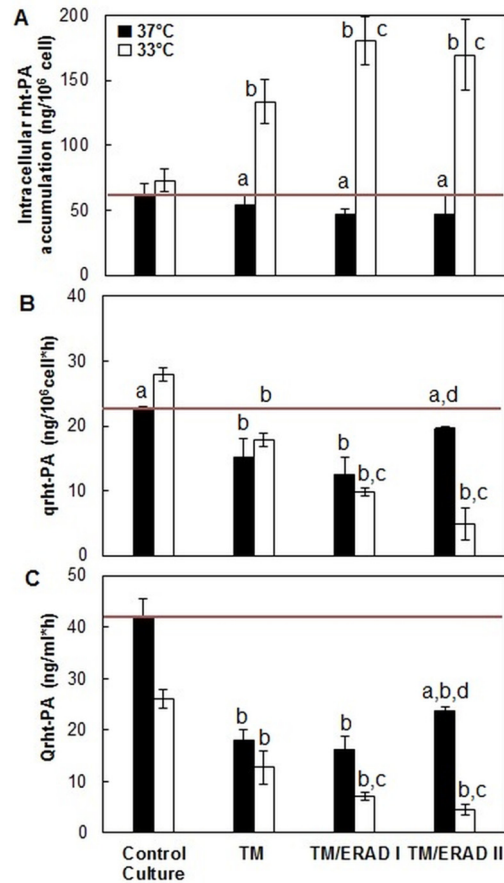 A
Intracellular rht-PA
accumulation (ng/10⁶ cell)
200
150
100
50
0
37°C
33°C
a
b
a
b
c
a
b
c
B
qrht-PA (ng/10⁶cell*h)
40
30
20
10
0
a
b
b
b
b,c
a,d
b,c
C
Qrht-PA (ng/ml*h)
50
40
30
20
10
0
b
b
b
b,c
a,b,d
b,c
Control
Culture
TM
TM/ERAD I
TM/ERAD II